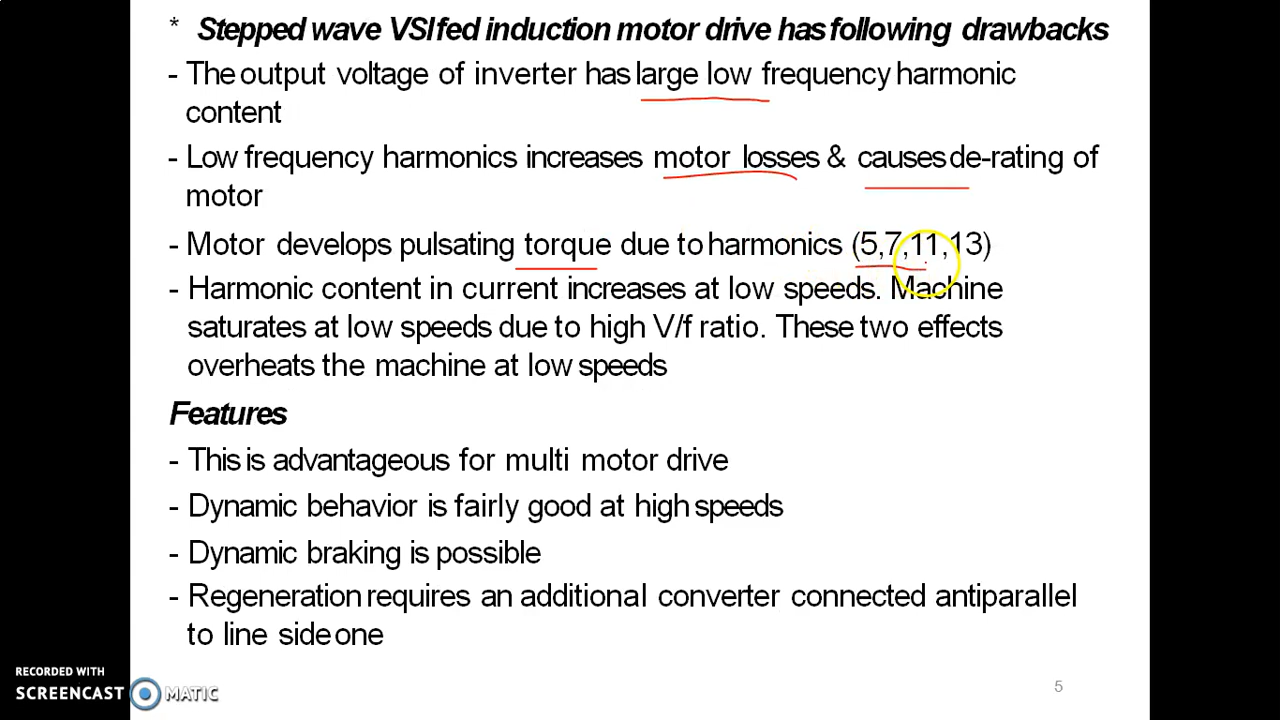 * Stepped wave VSI fed induction motor drive has following drawbacks
- The output voltage of inverter has large low frequency harmonic
content
- Low frequency harmonics increases motor losses & causes de-rating of
motor
- Motor develops pulsating torque due to harmonics (5,7,11,13)
- Harmonic content in current increases at low speeds. Machine
saturates at low speeds due to high V/f ratio. These two effects
overheats the machine at low speeds
Features
- This is advantageous for multi motor drive
- Dynamic behavior is fairly good at high speeds
- Dynamic braking is possible
- Regeneration requires an additional converter connected antiparallel
to line side one
RECORDED WITH
SCREENCAST MATIC
5